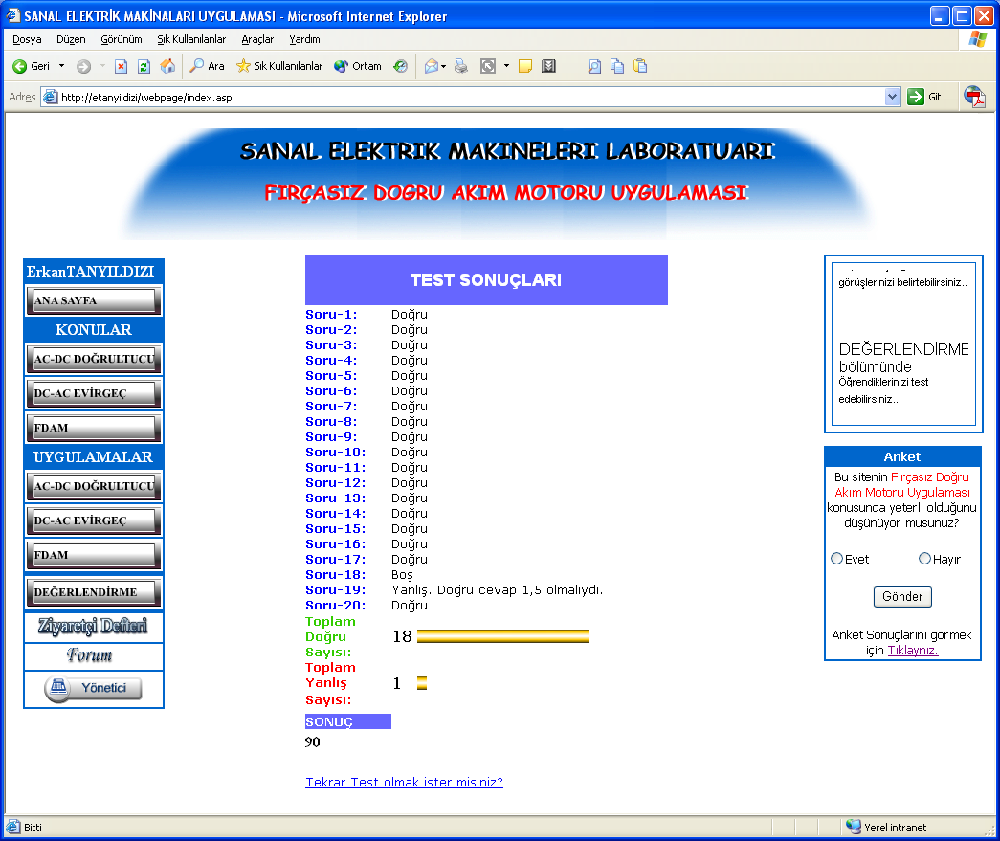 SANAL ELEKTRİK MAKİNALARI UYGULAMASI - Microsoft Internet Explorer
Dosya Düzen Görünüm Sık Kullanılanlar Araçlar Yardım
Geri Ara Sık Kullanılanlar Ortam
Adres http://etanyildizi/webpage/index.asp Git
SANAL ELEKTRIK MAKINELERI LABORATUARI
FIRÇASIZ DOĞRU AKIM MOTORU UYGULAMASI
ErkanTANYILDIZI
ANA SAYFA
KONULAR
AC-DC DOĞRULTUCU
DC-AC EVİRGEÇ
FDAM
UYGULAMALAR
AC-DC DOĞRULTUCU
DC-AC EVİRGEÇ
FDAM
DEĞERLENDİRME
Ziyaretçi Defteri
Forum
Yönetici
TEST SONUÇLARI
Soru-1: Doğru
Soru-2: Doğru
Soru-3: Doğru
Soru-4: Doğru
Soru-5: Doğru
Soru-6: Doğru
Soru-7: Doğru
Soru-8: Doğru
Soru-9: Doğru
Soru-10: Doğru
Soru-11: Doğru
Soru-12: Doğru
Soru-13: Doğru
Soru-14: Doğru
Soru-15: Doğru
Soru-16: Doğru
Soru-17: Doğru
Soru-18: Boş
Soru-19: Yanlış. Doğru cevap 1,5 olmalıydı.
Soru-20: Doğru
Toplam
Doğru 18
Sayısı:
Toplam
Yanlış 1
Sayısı:
SONUÇ
90
Tekrar Test olmak ister misiniz?
görüşlerinizi belirtebilirsiniz..
DEĞERLENDİRME
bölümünde
Öğrendiklerinizi test
edebilirsiniz...
Anket
Bu sitenin Fırçasız Doğru
Akım Motoru Uygulaması
konusunda yeterli olduğunu
düşünüyor musunuz?
Evet Hayır
Gönder
Anket Sonuçlarını görmek
için Tıklayınız.
Bitti Yerel intranet